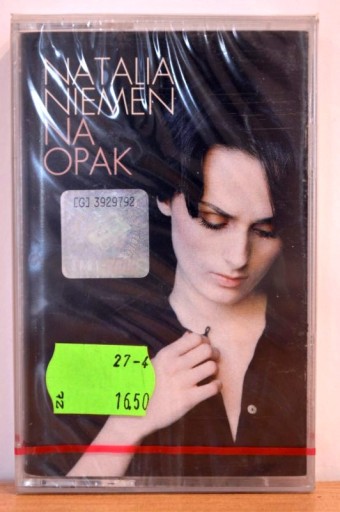 NATALIA
NIEMEN
NA
OPAK
[G] 3929792
27-4
ZŁ 16,50